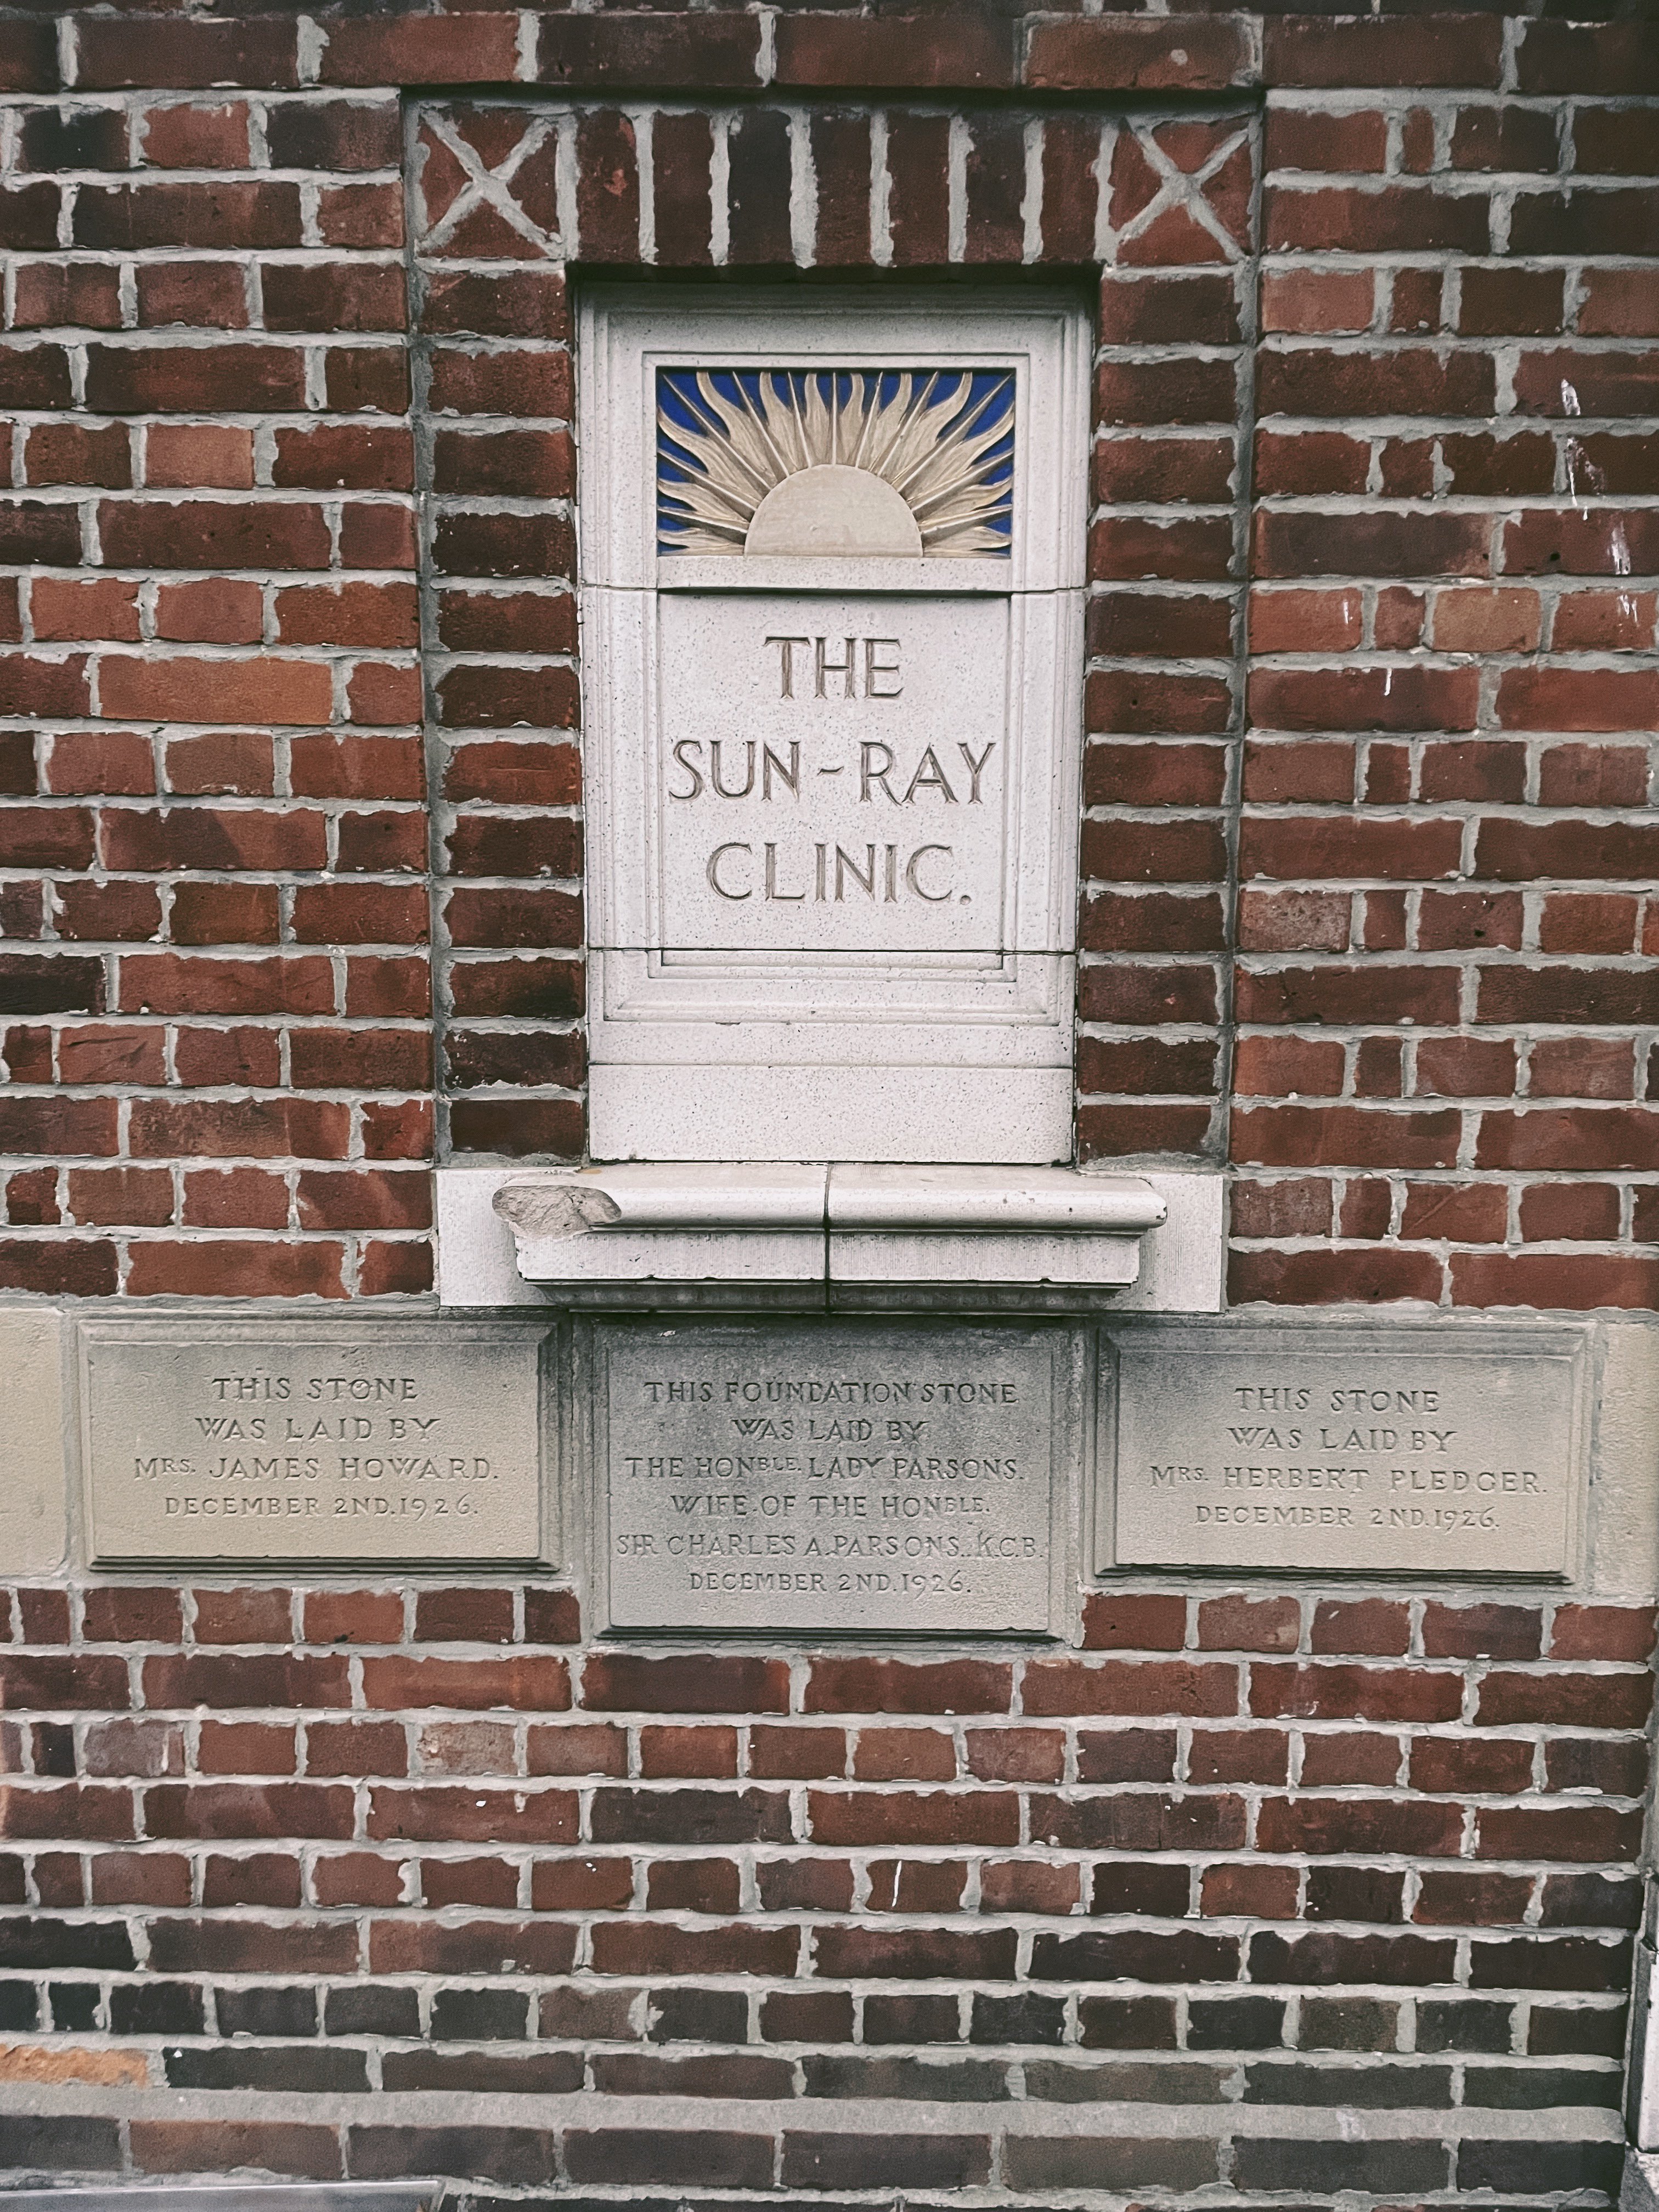 THE
SUN-RAY
CLINIC.
THIS STONE
WAS LAID BY
MRS. JAMES HOWARD.
DECEMBER 2ND.1926.
THIS FOUNDATION STONE
WAS LAID BY
THE HONBLE. LADY PARSONS.
WIFE.OF THE HONBLE.
SIR CHARLES A.PARSONS..K.C.B.
DECEMBER 2ND.1926.
THIS STONE
WAS LAID BY
MRS. HERBERT PLEDGER.
DECEMBER 2ND.1926.